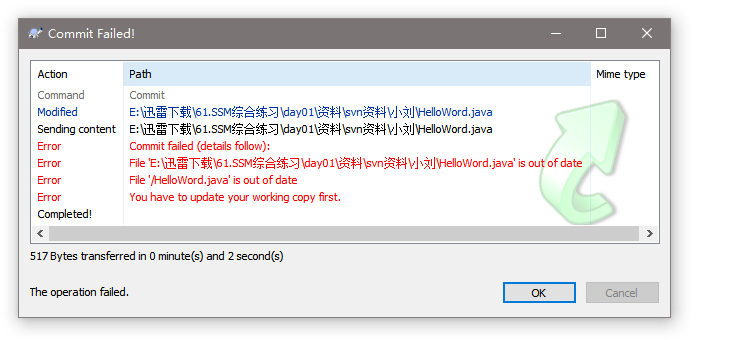 Commit Failed!
Action Path Mime type
Command Commit
Modified E:\迅雷下载\61.SSM综合练习\day01\资料\svn资料\小刘\HelloWord.java
Sending content E:\迅雷下载\61.SSM综合练习\day01\资料\svn资料\小刘\HelloWord.java
Error Commit failed (details follow):
Error File 'E:\迅雷下载\61.SSM综合练习\day01\资料\svn资料\小刘\HelloWord.java' is out of date
Error File '/HelloWord.java' is out of date
Error You have to update your working copy first.
Completed!
517 Bytes transferred in 0 minute(s) and 2 second(s)
The operation failed.
OK Cancel